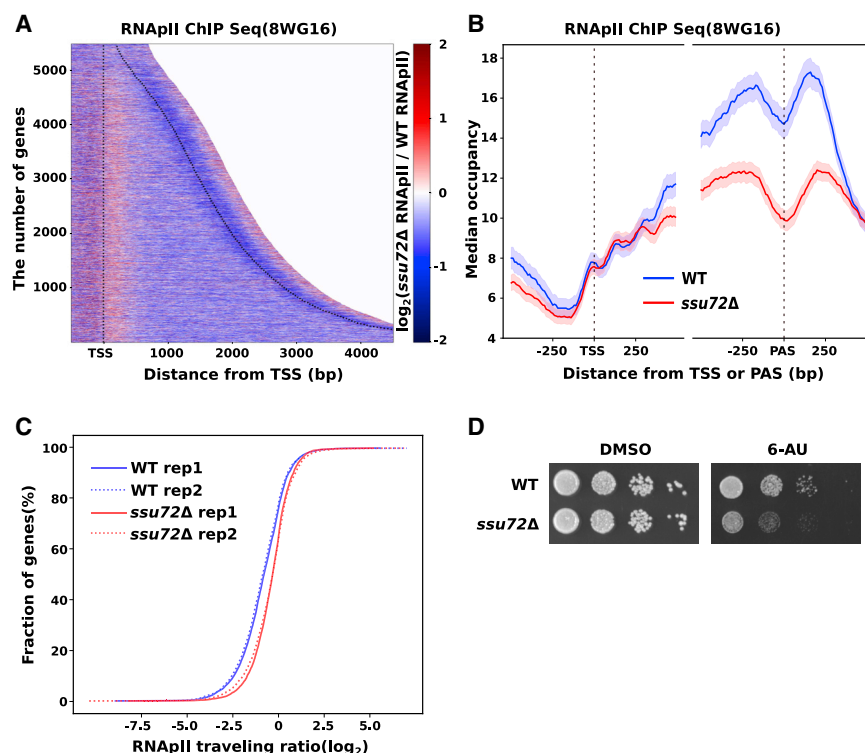 A
RNApII ChIP Seq(8WG16)
The number of genes
5000
4000
3000
2000
1000
TSS
1000
2000
3000
4000
Distance from TSS (bp)
2
1
0
-1
-2
log₂(ssu72Δ RNApII / WT RNApII)
B
RNApII ChIP Seq(8WG16)
Median occupancy
18
16
14
12
10
8
6
4
WT
ssu72Δ
-250
TSS
250
-250
PAS
250
Distance from TSS or PAS (bp)
C
Fraction of genes(%)
100
80
60
40
20
0
WT rep1
WT rep2
ssu72Δ rep1
ssu72Δ rep2
-7.5
-5.0
-2.5
0
2.5
5.0
RNApII traveling ratio(log₂)
D
DMSO
6-AU
WT
ssu72Δ